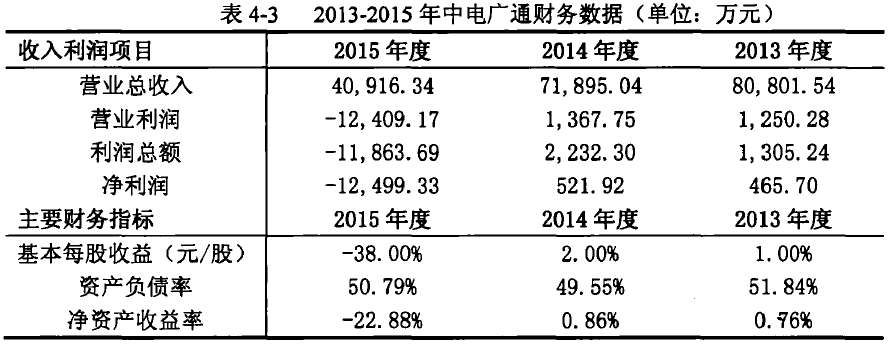 表 4-3 2013-2015 年中电广通财务数据（单位：万元）
收入利润项目 2015 年度 2014 年度 2013 年度
营业总收入 40,916.34 71,895.04 80,801.54
营业利润 -12,409.17 1,367.75 1,250.28
利润总额 -11,863.69 2,232.30 1,305.24
净利润 -12,499.33 521.92 465.70
主要财务指标 2015 年度 2014 年度 2013 年度
基本每股收益（元/股） -38.00% 2.00% 1.00%
资产负债率 50.79% 49.55% 51.84%
净资产收益率 -22.88% 0.86% 0.76%